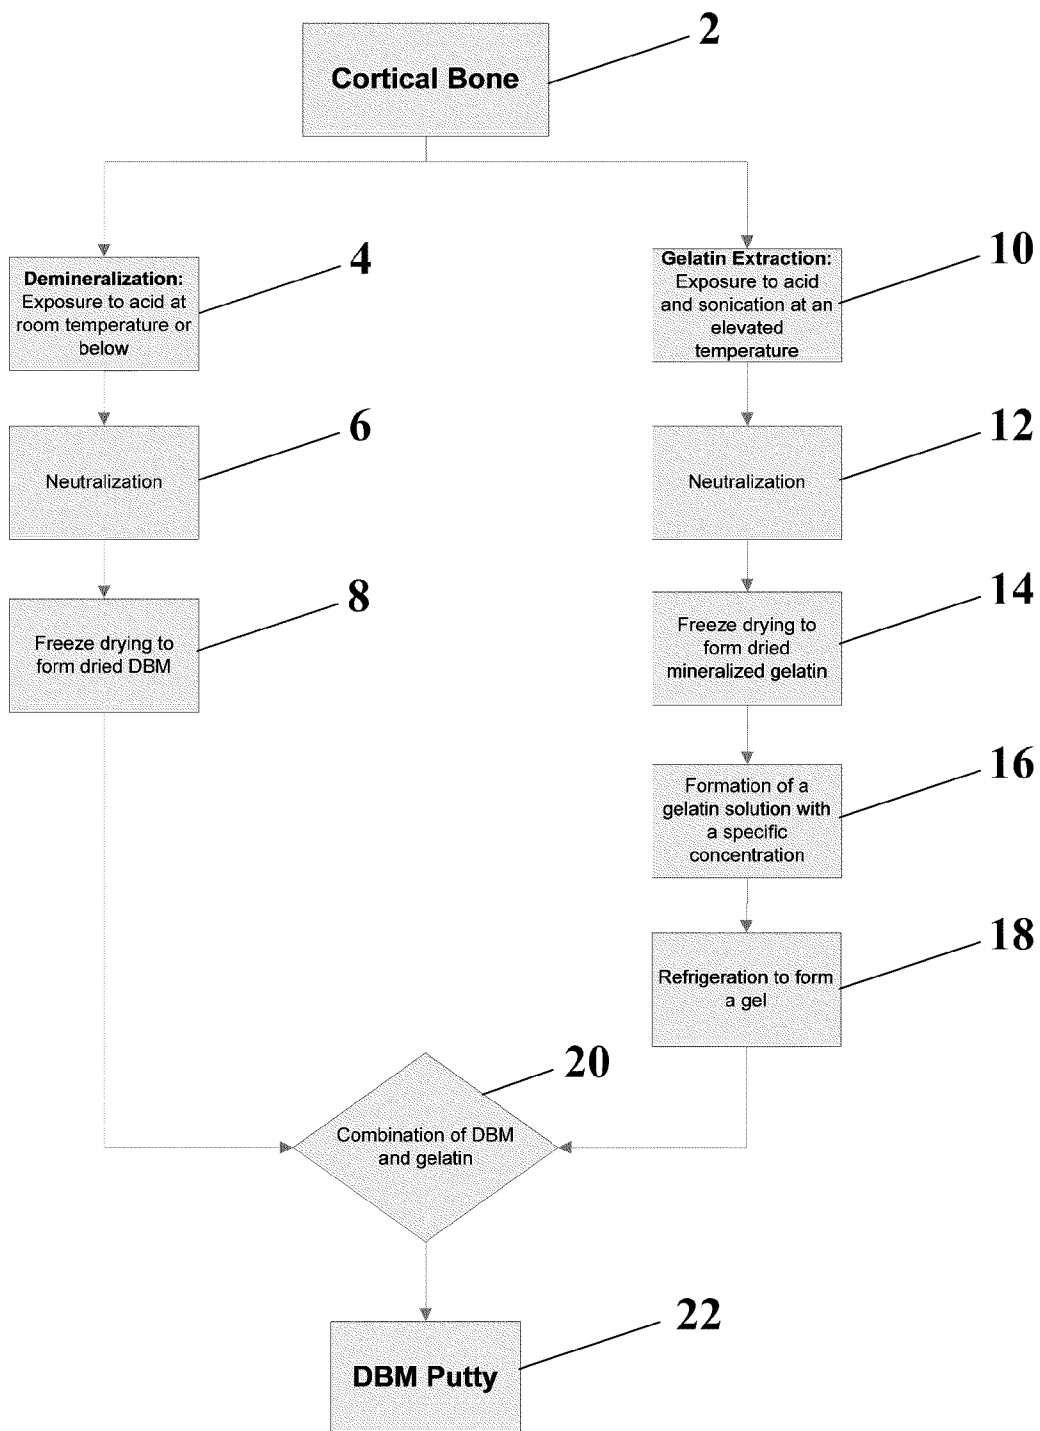 2
Cortical Bone
4
Demineralization:
Exposure to acid at
room temperature or
below
10
Gelatin Extraction:
Exposure to acid
and sonication at an
elevated
temperature
6
Neutralization
12
Neutralization
8
Freeze drying to
form dried DBM
14
Freeze drying to
form dried
mineralized gelatin
16
Formation of a
gelatin solution with
a specific
concentration
18
Refrigeration to form
a gel
20
Combination of DBM
and gelatin
22
DBM Putty